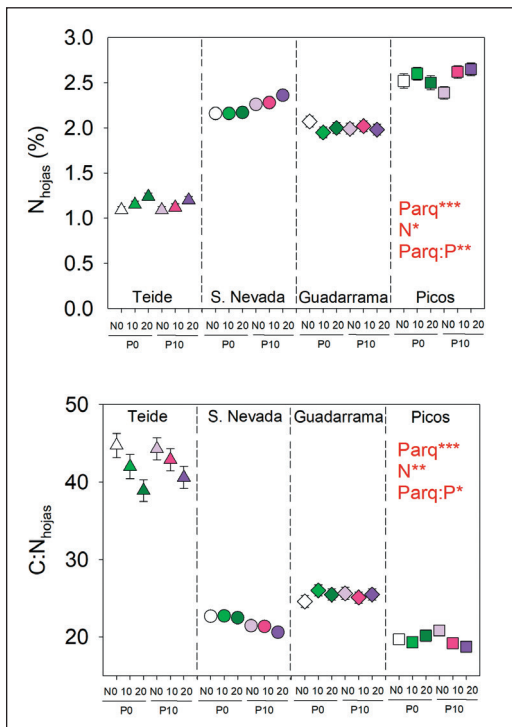 3.0
2.5
2.0
1.5
1.0
0.5
0.0
N hojas (%)
Parq***
N*
Parq:P**
Teide S. Nevada Guadarrama Picos
N0 10 20 N0 10 20 N0 10 20 N0 10 20 N0 10 20 N0 10 20 N0 10 20 N0 10 20
P0 P10 P0 P10 P0 P10 P0 P10
50
40
30
20
C:N hojas
Teide S. Nevada Guadarrama Picos
Parq***
N**
Parq:P*
N0 10 20 N0 10 20 N0 10 20 N0 10 20 N0 10 20 N0 10 20 N0 10 20 N0 10 20
P0 P10 P0 P10 P0 P10 P0 P10